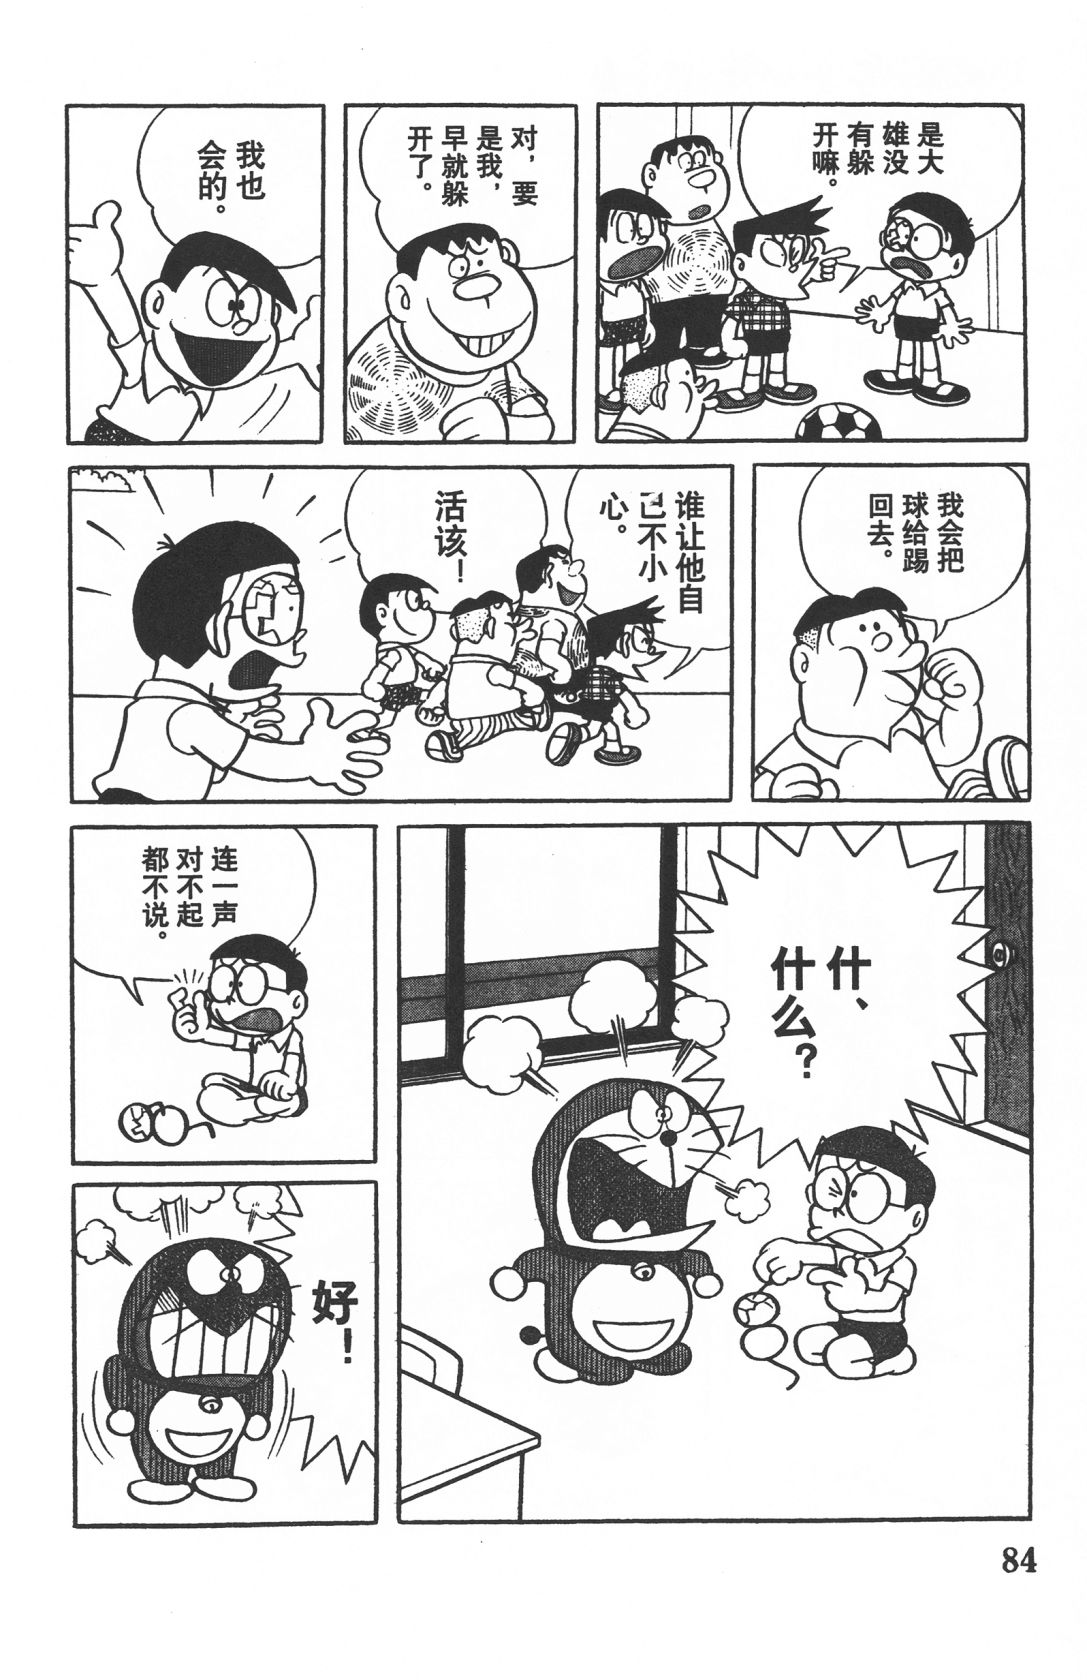 是大
雄没
有躲
开嘛。
对，要
是我，
早就躲
开了。
我也
会的。
我会把
球给踢
回去。
谁让他自
己不小
心。
活该！
什、
什么？
连一声
对不起
都不说。
好！
84